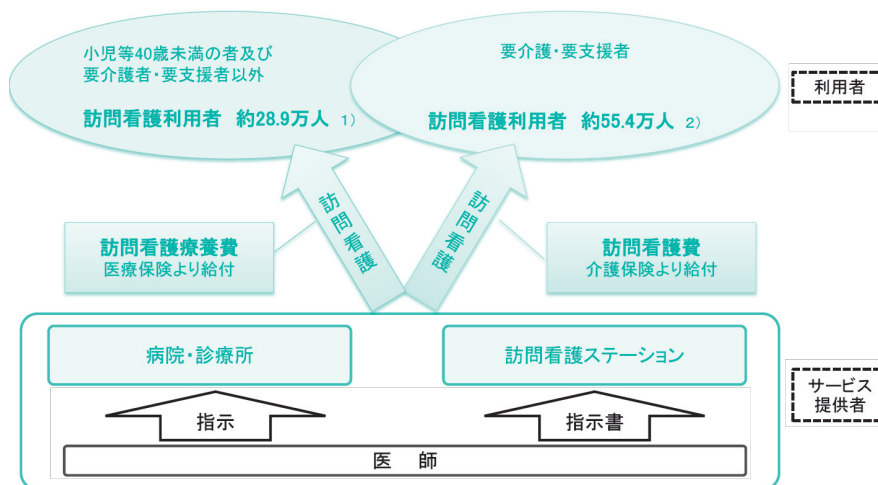 小児等40歳未満の者及び
要介護者・要支援者以外
訪問看護利用者 約28.9万人 1)
要介護・要支援者
訪問看護利用者 約55.4万人 2)
利用者
訪問看護
訪問看護
訪問看護療養費
医療保険より給付
訪問看護費
介護保険より給付
病院・診療所
訪問看護ステーション
指示
指示書
サービス
提供者
医 師